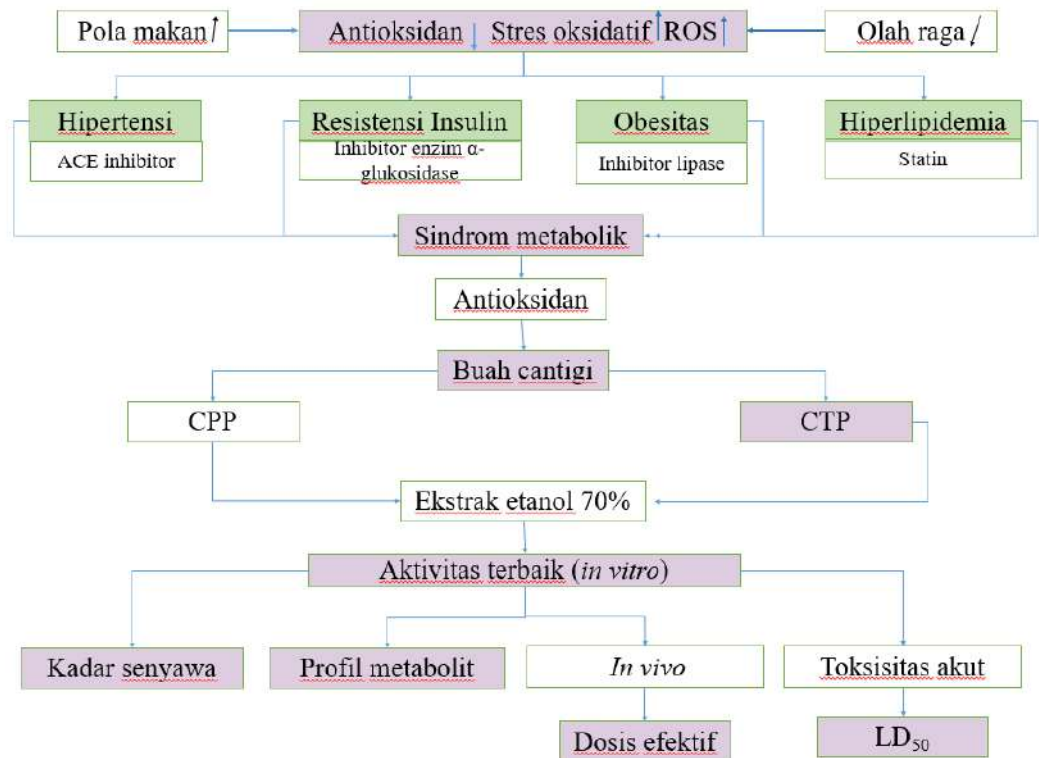 Pola makan↑
Antioksidan ↓ Stres oksidatif↑ROS↑
Olah raga↓
Hipertensi
ACE inhibitor
Resistensi Insulin
Inhibitor enzim α-
glukosidase
Obesitas
Inhibitor lipase
Hiperlipidemia
Statin
Sindrom metabolik
Antioksidan
Buah cantigi
CPP
CTP
Ekstrak etanol 70%
Aktivitas terbaik (in vitro)
Kadar senyawa
Profil metabolit
In vivo
Toksisitas akut
Dosis efektif
LD₅₀